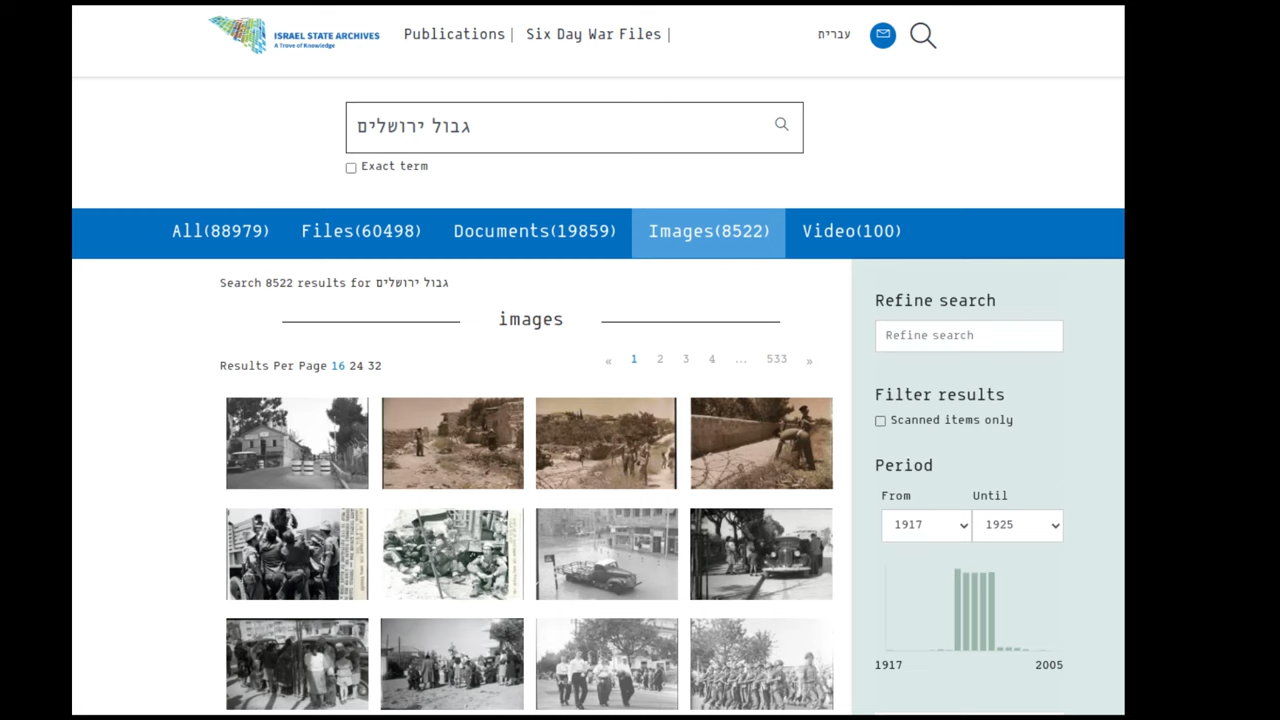 ISRAEL STATE ARCHIVES
A Trove of Knowledge
Publications | Six Day War Files |
עברית
גבול ירושלים
Exact term
All(88979) Files(60498) Documents(19859) Images(8522) Video(100)
Search 8522 results for גבול ירושלים
images
Results Per Page 16 24 32
« 1 2 3 4 ... 533 »
Refine search
Refine search
Filter results
Scanned items only
Period
From Until
1917 1925
1917 2005